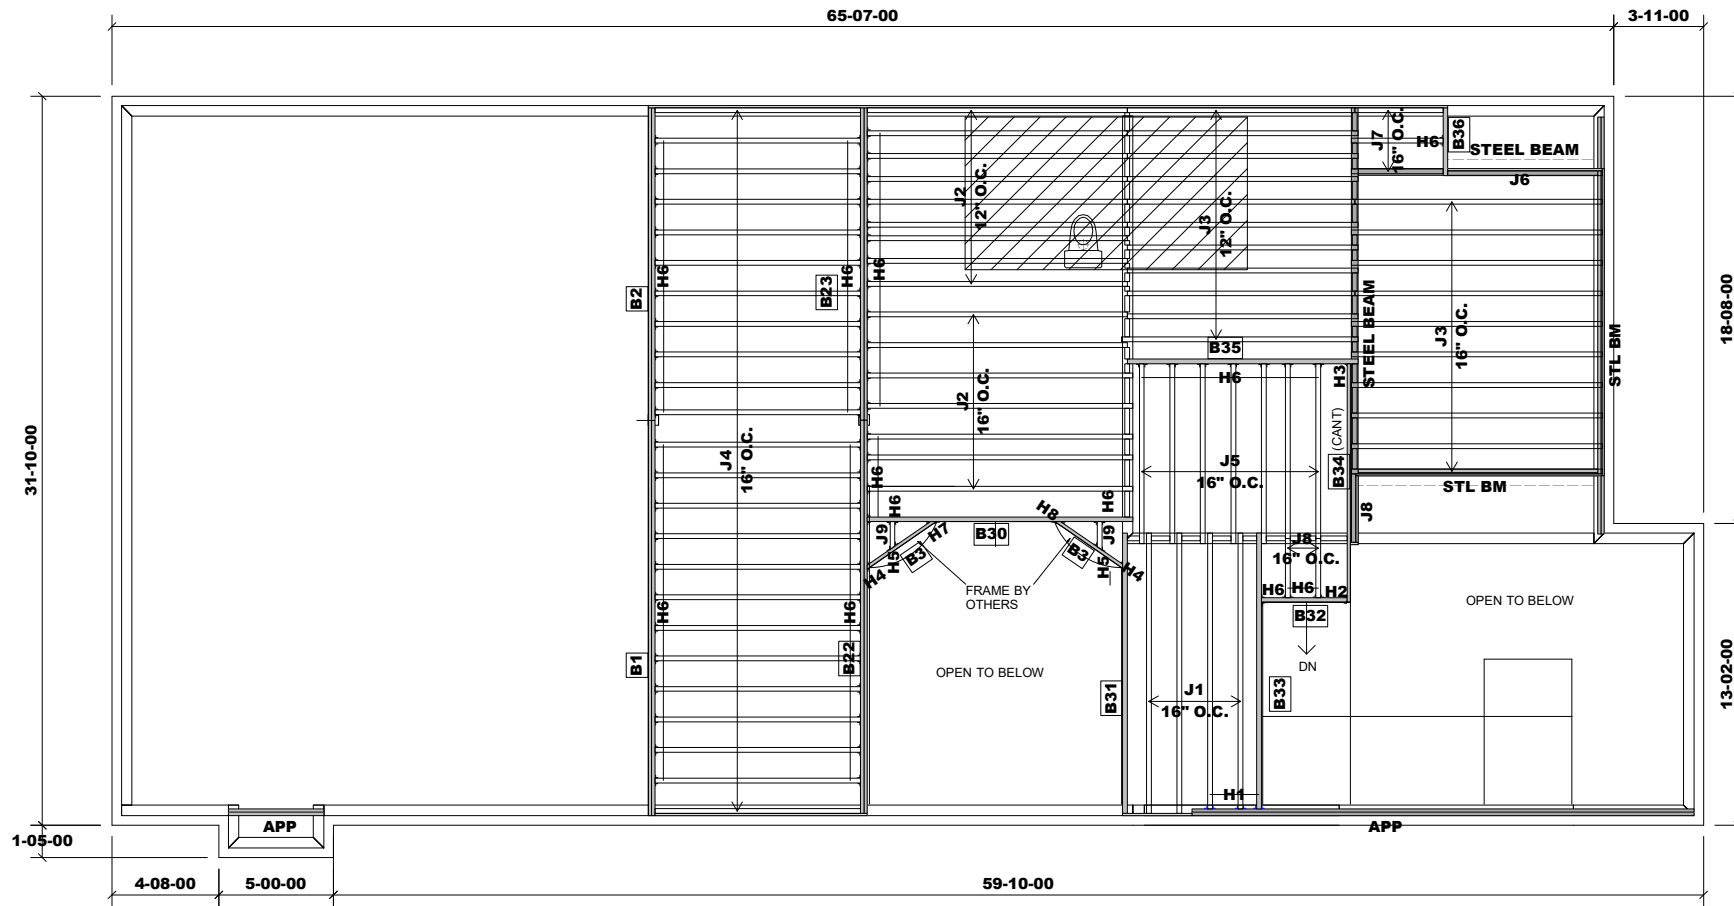 65-07-00
3-11-00
31-10-00
18-08-00
13-02-00
1-05-00
4-08-00
5-00-00
59-10-00
J7
16" O.C.
H6
B36
STEEL BEAM
J6
J2
12" O.C.
J3
12" O.C.
B2
H6
B23
H6
H6
STEEL BEAM
J3
16" O.C.
STL BM
B35
H6
H3
J2
16" O.C.
(CANT)
B34
J4
16" O.C.
J5
16" O.C.
STL BM
H6
H6
H6
J8
J9
H7
B30
H8
J9
H5
B3
B3
H5
H4
H4
J8
16" O.C.
FRAME BY
OTHERS
H6
H6
H2
B32
OPEN TO BELOW
H6
H6
B1
B22
OPEN TO BELOW
DN
B31
J1
16" O.C.
B33
H1
APP
APP